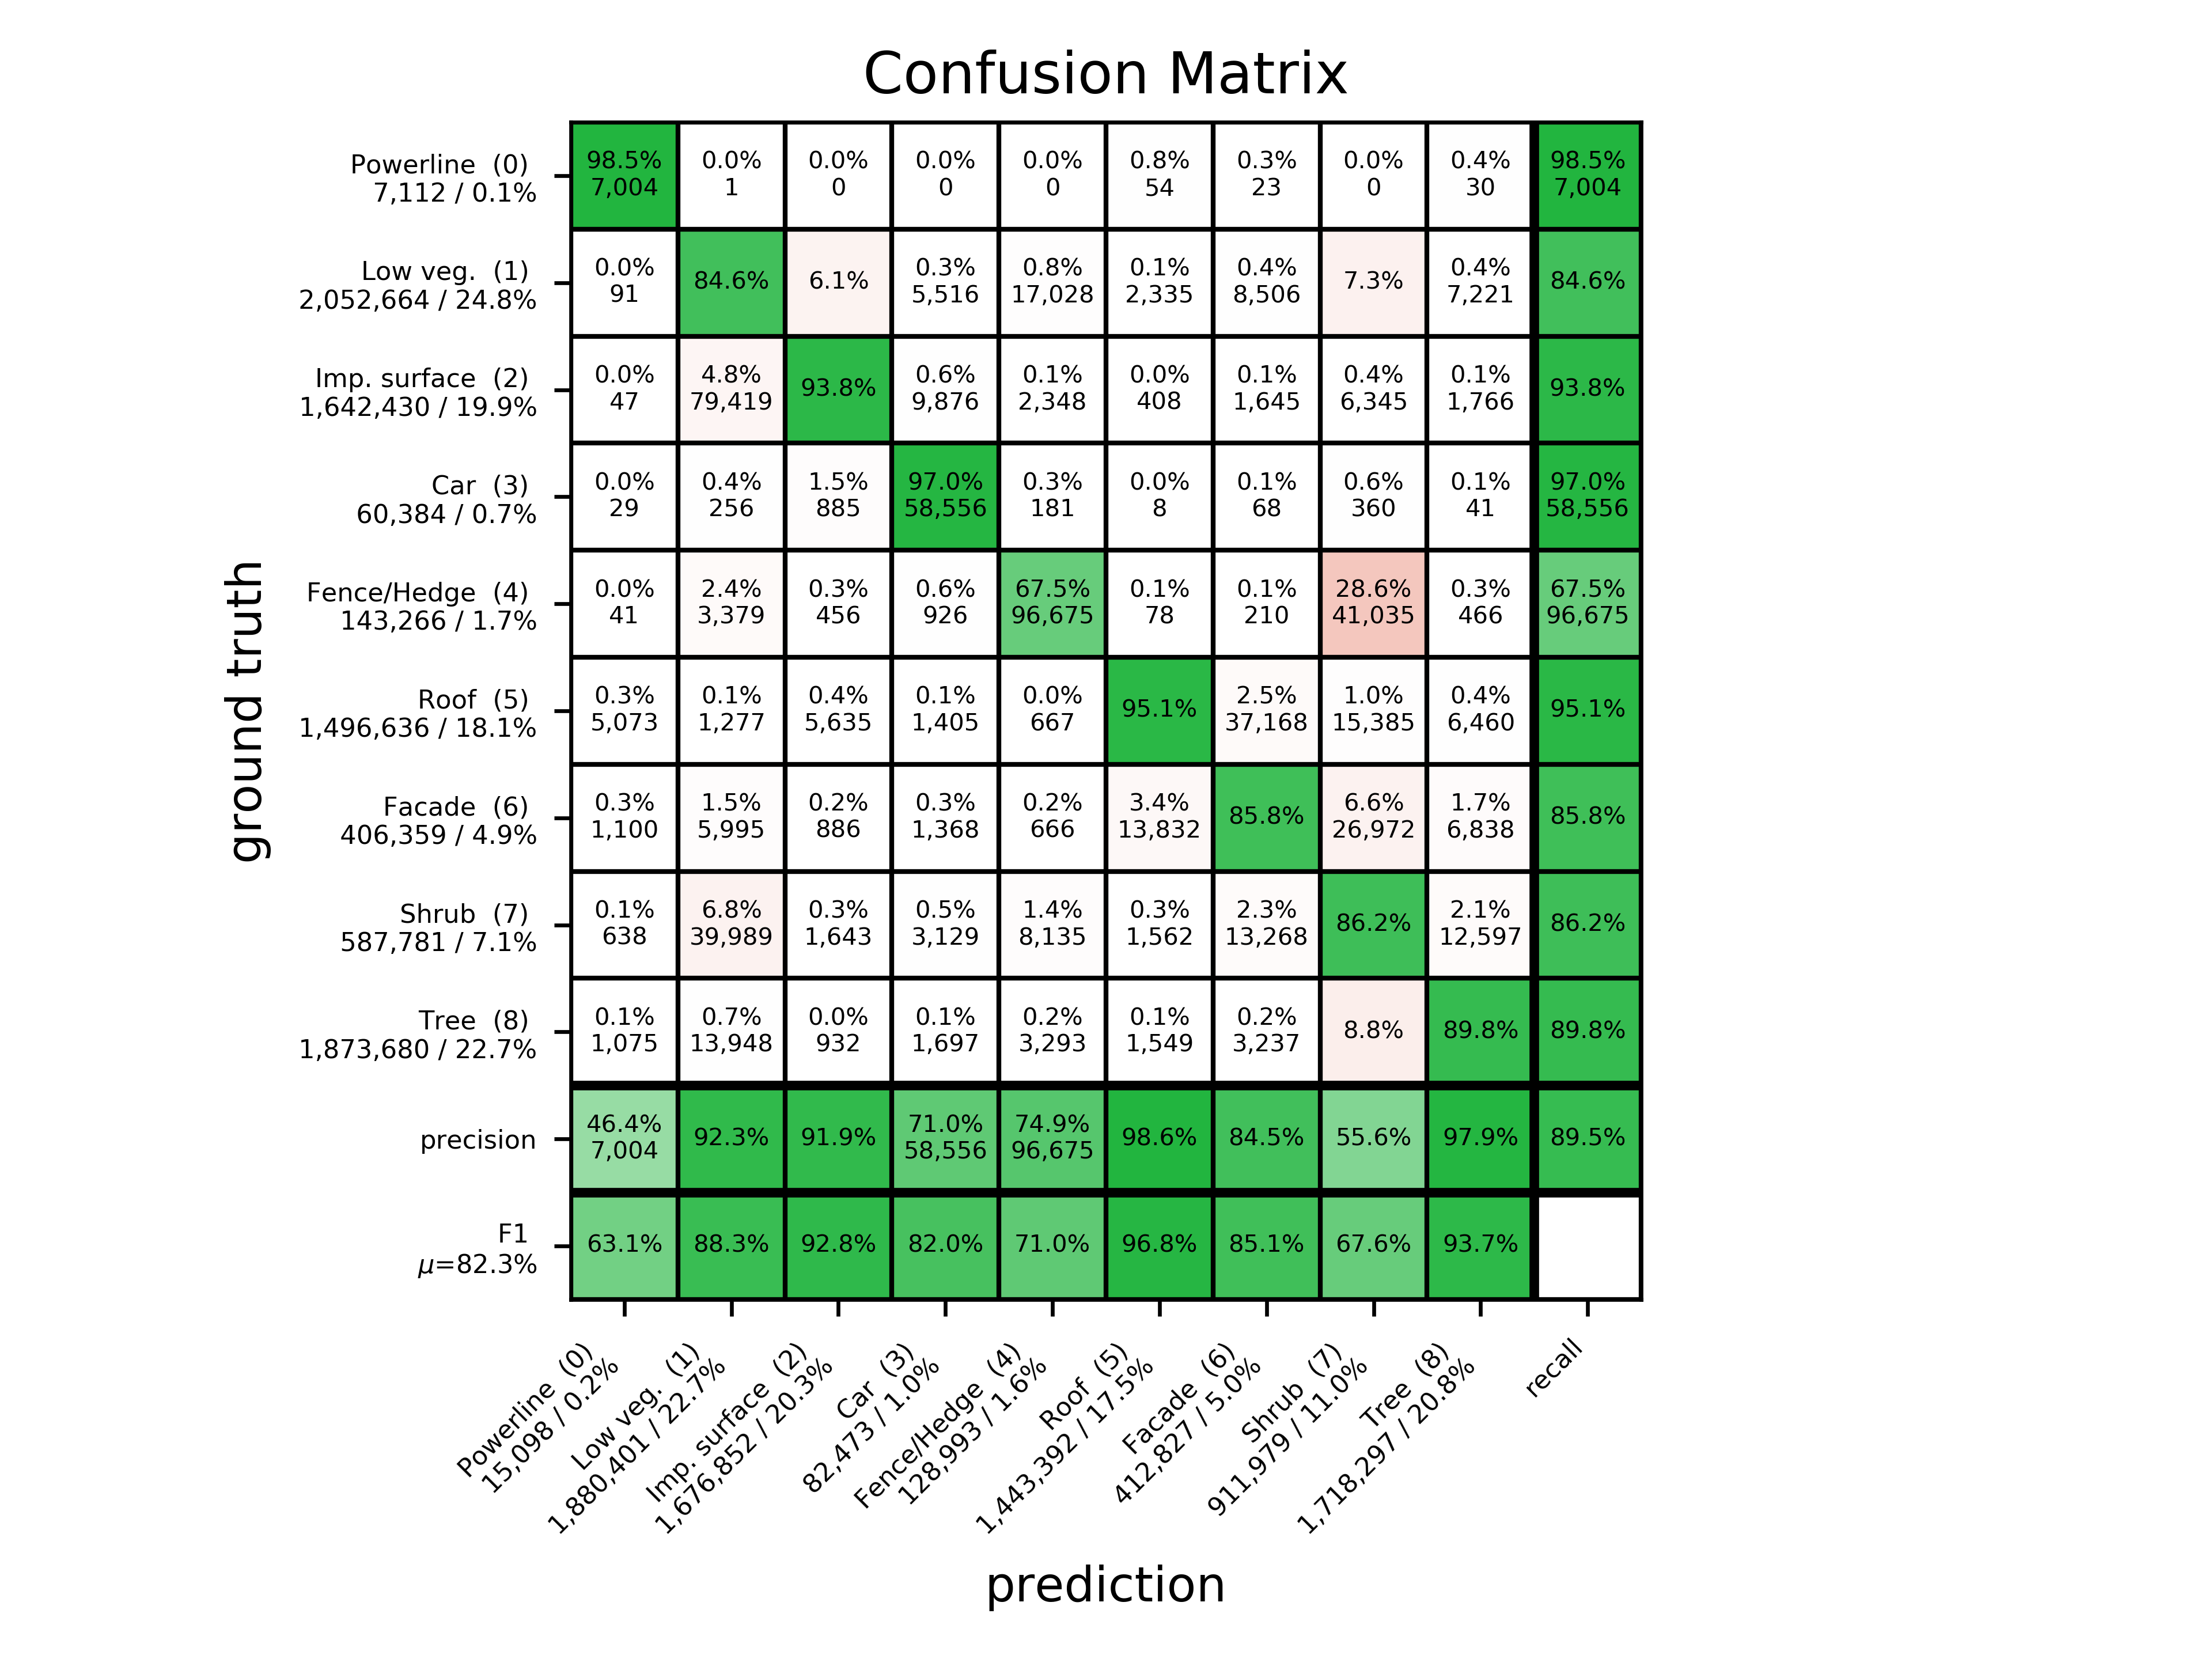 Confusion Matrix
Powerline (0)
7,112 / 0.1%
98.5% 0.0% 0.0% 0.0% 0.0% 0.8% 0.3% 0.0% 0.4% 98.5%
7,004 1 0 0 0 54 23 0 30 7,004
Low veg. (1)
2,052,664 / 24.8%
0.0% 84.6% 6.1% 0.3% 0.8% 0.1% 0.4% 7.3% 0.4% 84.6%
91 5,516 17,028 2,335 8,506 7,221
Imp. surface (2)
1,642,430 / 19.9%
0.0% 4.8% 93.8% 0.6% 0.1% 0.0% 0.1% 0.4% 0.1% 93.8%
47 79,419 9,876 2,348 408 1,645 6,345 1,766
Car (3)
60,384 / 0.7%
0.0% 0.4% 1.5% 97.0% 0.3% 0.0% 0.1% 0.6% 0.1% 97.0%
29 256 885 58,556 181 8 68 360 41 58,556
Fence/Hedge (4)
143,266 / 1.7%
0.0% 2.4% 0.3% 0.6% 67.5% 0.1% 0.1% 28.6% 0.3% 67.5%
41 3,379 456 926 96,675 78 210 41,035 466 96,675
Roof (5)
1,496,636 / 18.1%
0.3% 0.1% 0.4% 0.1% 0.0% 95.1% 2.5% 1.0% 0.4% 95.1%
5,073 1,277 5,635 1,405 667 37,168 15,385 6,460
Facade (6)
406,359 / 4.9%
0.3% 1.5% 0.2% 0.3% 0.2% 3.4% 85.8% 6.6% 1.7% 85.8%
1,100 5,995 886 1,368 666 13,832 26,972 6,838
Shrub (7)
587,781 / 7.1%
0.1% 6.8% 0.3% 0.5% 1.4% 0.3% 2.3% 86.2% 2.1% 86.2%
638 39,989 1,643 3,129 8,135 1,562 13,268 12,597
Tree (8)
1,873,680 / 22.7%
0.1% 0.7% 0.0% 0.1% 0.2% 0.1% 0.2% 8.8% 89.8% 89.8%
1,075 13,948 932 1,697 3,293 1,549 3,237
precision
46.4% 92.3% 91.9% 71.0% 74.9% 98.6% 84.5% 55.6% 97.9% 89.5%
7,004 58,556 96,675
F1
μ=82.3%
63.1% 88.3% 92.8% 82.0% 71.0% 96.8% 85.1% 67.6% 93.7%
ground truth
Powerline (0)
15,098 / 0.2%
Low veg. (1)
1,880,401 / 22.7%
Imp. surface (2)
1,676,852 / 20.3%
Car (3)
82,473 / 1.0%
Fence/Hedge (4)
128,993 / 1.6%
Roof (5)
1,443,392 / 17.5%
Facade (6)
412,827 / 5.0%
Shrub (7)
911,979 / 11.0%
Tree (8)
1,718,297 / 20.8%
recall
prediction